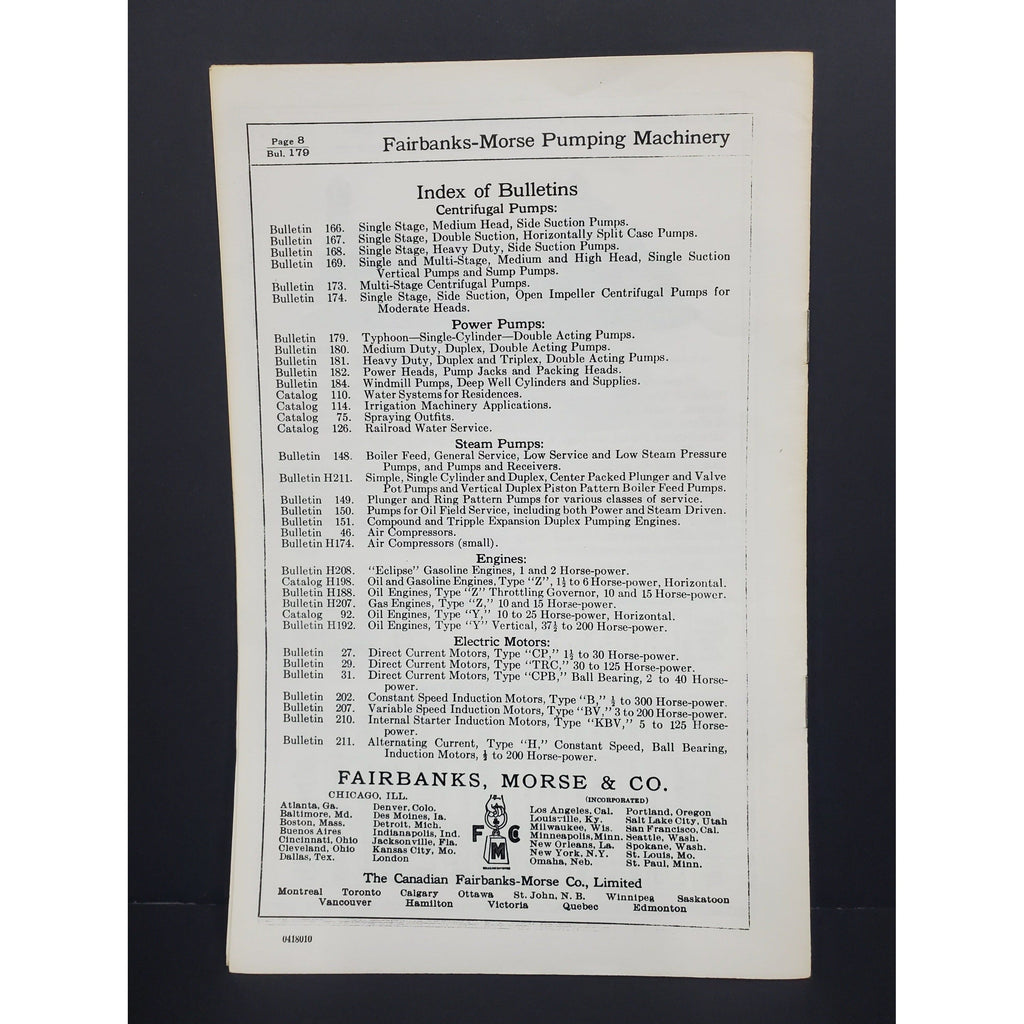 Page 8
Bul. 179
Fairbanks-Morse Pumping Machinery
Index of Bulletins
Centrifugal Pumps:
Bulletin 166. Single Stage, Medium Head, Side Suction Pumps.
Bulletin 167. Single Stage, Double Suction, Horizontally Split Case Pumps.
Bulletin 168. Single Stage, Heavy Duty, Side Suction Pumps.
Bulletin 169. Single and Multi-Stage, Medium and High Head, Single Suction
Vertical Pumps and Sump Pumps.
Bulletin 173. Multi-Stage Centrifugal Pumps.
Bulletin 174. Single Stage, Side Suction, Open Impeller Centrifugal Pumps for
Moderate Heads.
Power Pumps:
Bulletin 179. Typhoon—Single-Cylinder—Double Acting Pumps.
Bulletin 180. Medium Duty, Duplex, Double Acting Pumps.
Bulletin 181. Heavy Duty, Duplex and Triplex, Double Acting Pumps.
Bulletin 182. Power Heads, Pump Jacks and Packing Heads.
Bulletin 184. Windmill Pumps, Deep Well Cylinders and Supplies.
Catalog 110. Water Systems for Residences.
Catalog 114. Irrigation Machinery Applications.
Catalog 75. Spraying Outfits.
Catalog 126. Railroad Water Service.
Steam Pumps:
Bulletin 148. Boiler Feed, General Service, Low Service and Low Steam Pressure
Pumps, and Pumps and Receivers.
Bulletin H211. Simple, Single Cylinder and Duplex, Center Packed Plunger and Valve
Pot Pumps and Vertical Duplex Piston Pattern Boiler Feed Pumps.
Bulletin 149. Plunger and Ring Pattern Pumps for various classes of service.
Bulletin 150. Pumps for Oil Field Service, including both Power and Steam Driven.
Bulletin 151. Compound and Tripple Expansion Duplex Pumping Engines.
Bulletin 46. Air Compressors.
Bulletin H174. Air Compressors (small).
Engines:
Bulletin H208. "Eclipse" Gasoline Engines, 1 and 2 Horse-power.
Catalog H198. Oil and Gasoline Engines, Type "Z", 1½ to 6 Horse-power, Horizontal.
Bulletin H188. Oil Engines, Type "Z" Throttling Governor, 10 and 15 Horse-power.
Bulletin H207. Gas Engines, Type "Z," 10 and 15 Horse-power.
Catalog 92. Oil Engines, Type "Y," 10 to 25 Horse-power, Horizontal.
Bulletin H192. Oil Engines, Type "Y" Vertical, 37½ to 200 Horse-power.
Electric Motors:
Bulletin 27. Direct Current Motors, Type "CP," 1½ to 30 Horse-power.
Bulletin 29. Direct Current Motors, Type "TRC," 30 to 125 Horse-power.
Bulletin 31. Direct Current Motors, Type "CPB," Ball Bearing, 2 to 40 Horse-
power.
Bulletin 202. Constant Speed Induction Motors, Type "B," ½ to 300 Horse-power.
Bulletin 207. Variable Speed Induction Motors, Type "BV," 3 to 200 Horse-power.
Bulletin 210. Internal Starter Induction Motors, Type "KBV," 5 to 125 Horse-
power.
Bulletin 211. Alternating Current, Type "H," Constant Speed, Ball Bearing,
Induction Motors, ½ to 200 Horse-power.
FAIRBANKS, MORSE & CO.
CHICAGO, ILL.
(INCORPORATED)
Atlanta, Ga. Denver, Colo. Los Angeles, Cal. Portland, Oregon
Baltimore, Md. Des Moines, Ia. Louisville, Ky. Salt Lake City, Utah
Boston, Mass. Detroit, Mich. Milwaukee, Wis. San Francisco, Cal.
Buenos Aires Indianapolis, Ind. Minneapolis, Minn. Seattle, Wash.
Cincinnati, Ohio Jacksonville, Fla. New Orleans, La. Spokane, Wash.
Cleveland, Ohio Kansas City, Mo. New York, N.Y. St. Louis, Mo.
Dallas, Tex. London Omaha, Neb. St. Paul, Minn.
F M C O
The Canadian Fairbanks-Morse Co., Limited
Montreal Toronto Calgary Ottawa St. John, N. B. Winnipeg Saskatoon
Vancouver Hamilton Victoria Quebec Edmonton
0418010